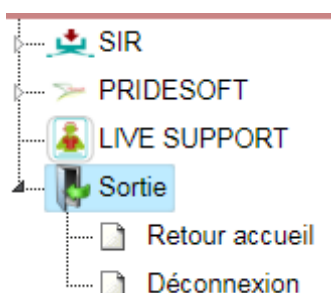 SIR
PRIDESOFT
LIVE SUPPORT
Sortie
Retour accueil
Déconnexion